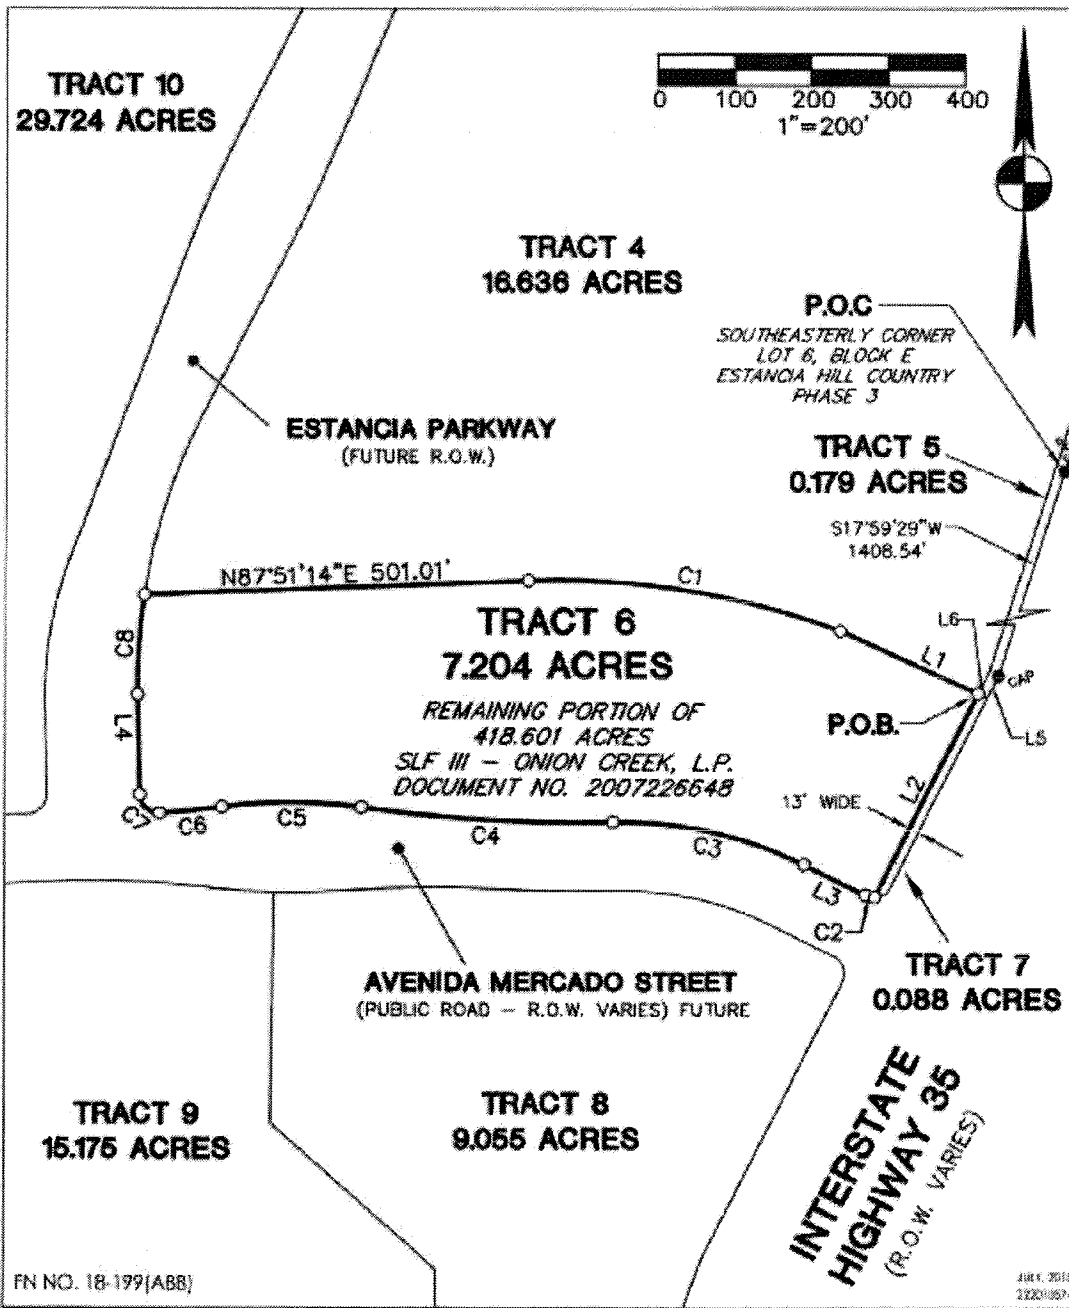 TRACT 10
29.724 ACRES
0 100 200 300 400
1"=200'
TRACT 4
16.636 ACRES
P.O.C
SOUTHEASTERLY CORNER
LOT 6, BLOCK E
ESTANCIA HILL COUNTRY
PHASE 3
ESTANCIA PARKWAY
(FUTURE R.O.W.)
TRACT 5
0.179 ACRES
S17°59'29"W
1408.54'
N87°51'14"E 501.01'
C1
L6
C8
TRACT 6
7.204 ACRES
L1
CAP
REMAINING PORTION OF
418.601 ACRES
SLF III – ONION CREEK, L.P.
DOCUMENT NO. 2007226648
P.O.B.
L5
L4
L2
13' WIDE
C7
C6
C5
C4
C3
L3
C2
TRACT 7
0.088 ACRES
AVENIDA MERCADO STREET
(PUBLIC ROAD – R.O.W. VARIES) FUTURE
TRACT 9
15.175 ACRES
TRACT 8
9.055 ACRES
INTERSTATE
HIGHWAY 35
(R.O.W. VARIES)
FN NO. 18-199(ABB)